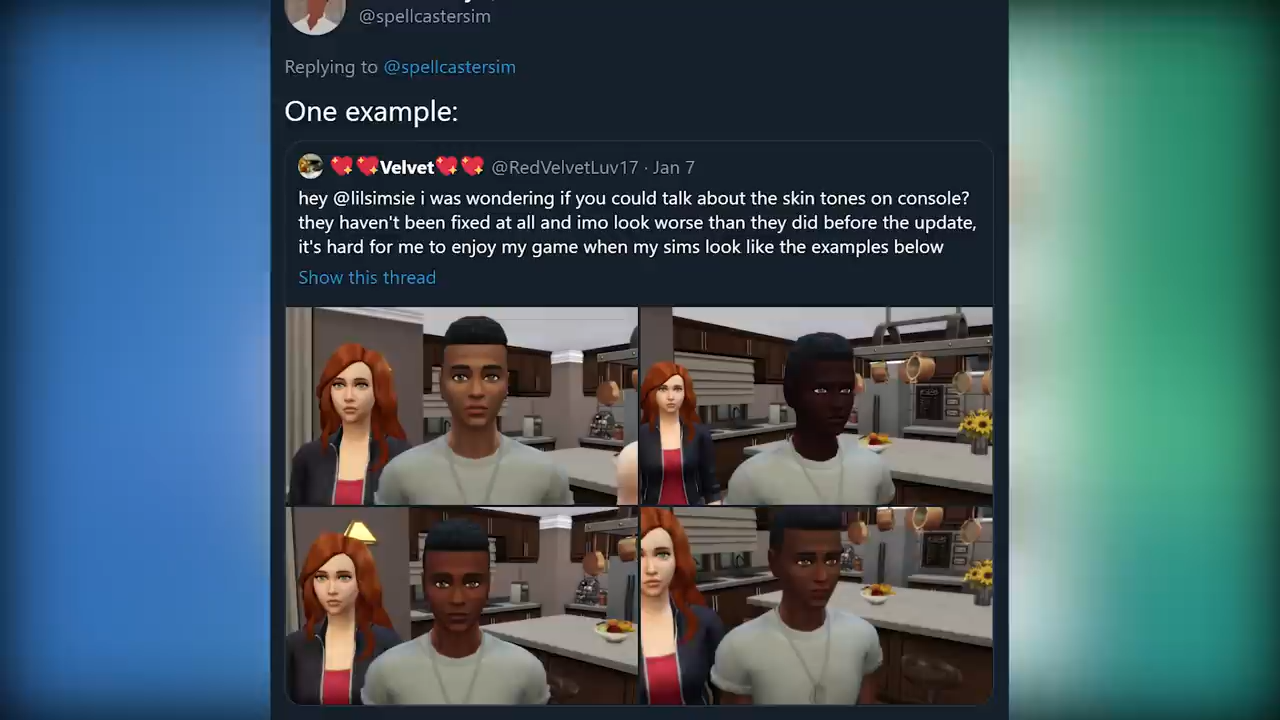 @spellcastersim
Replying to @spellcastersim
One example:
💖💖Velvet💖💖 @RedVelvetLuv17 · Jan 7
hey @lilsimsie i was wondering if you could talk about the skin tones on console?
they haven't been fixed at all and imo look worse than they did before the update,
it's hard for me to enjoy my game when my sims look like the examples below
Show this thread